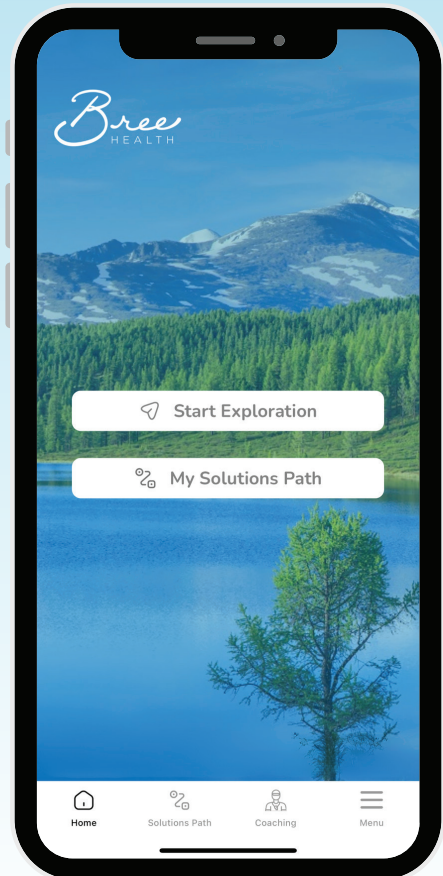 Bree
HEALTH
Start Exploration
My Solutions Path
Home
Solutions Path
Coaching
Menu